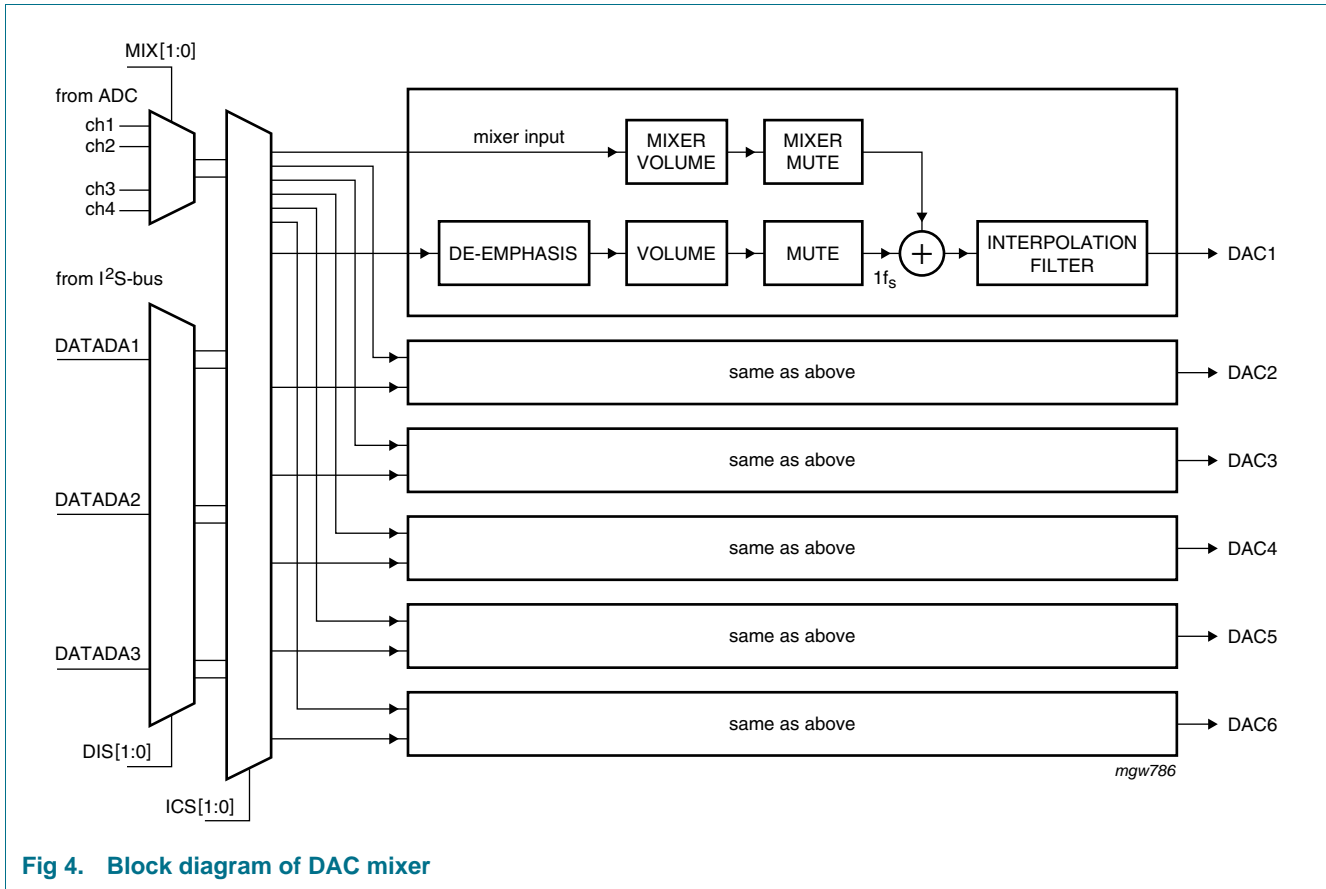 MIX[1:0]
from ADC
ch1
ch2
ch3
ch4
from I²S-bus
DATADA1
DATADA2
DATADA3
DIS[1:0]
ICS[1:0]
mixer input
MIXER
VOLUME
MIXER
MUTE
DE-EMPHASIS
VOLUME
MUTE
1fs
+
INTERPOLATION
FILTER
DAC1
same as above
DAC2
same as above
DAC3
same as above
DAC4
same as above
DAC5
same as above
DAC6
mgw786
Fig 4. Block diagram of DAC mixer